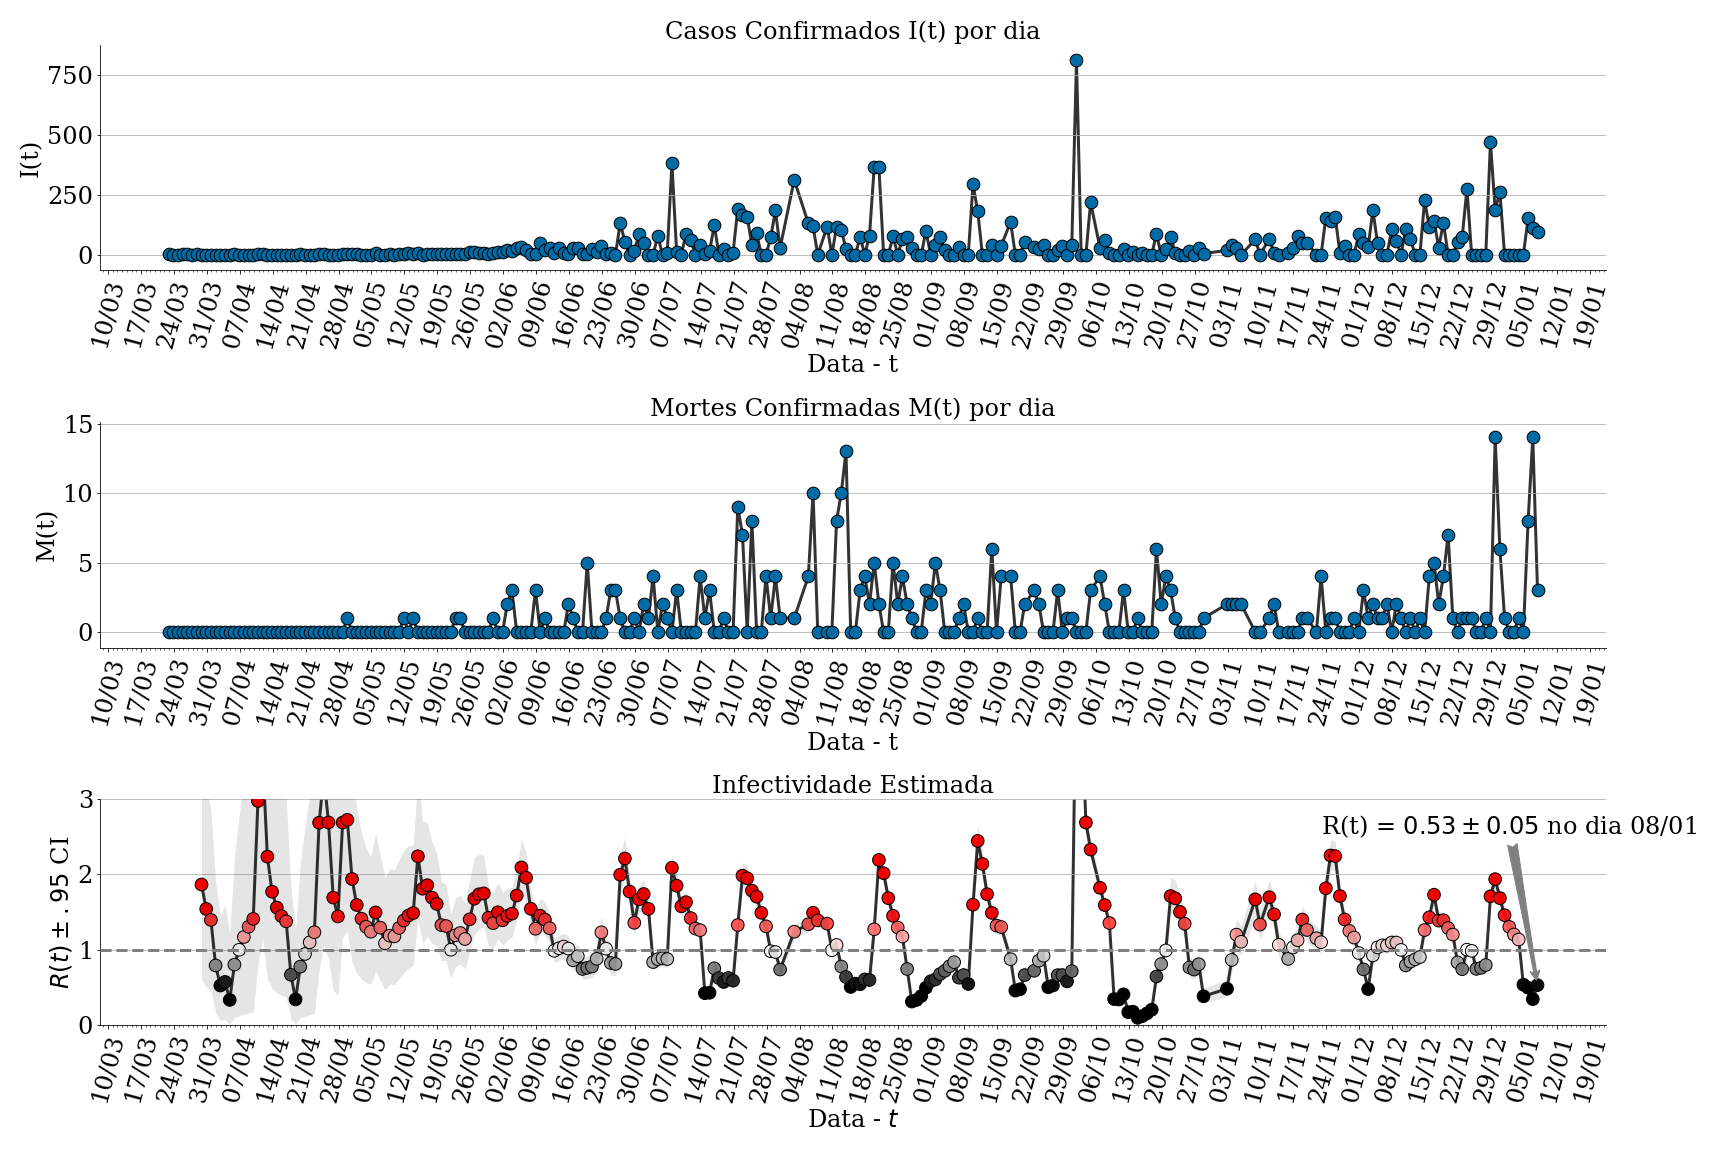 Casos Confirmados I(t) por dia
750
500
250
0
I(t)
10/03 17/03 24/03 31/03 07/04 14/04 21/04 28/04 05/05 12/05 19/05 26/05 02/06 09/06 16/06 23/06 30/06 07/07 14/07 21/07 28/07 04/08 11/08 18/08 25/08 01/09 08/09 15/09 22/09 29/09 06/10 13/10 20/10 27/10 03/11 10/11 17/11 24/11 01/12 08/12 15/12 22/12 29/12 05/01 12/01 19/01
Data - t
Mortes Confirmadas M(t) por dia
15
10
5
0
M(t)
10/03 17/03 24/03 31/03 07/04 14/04 21/04 28/04 05/05 12/05 19/05 26/05 02/06 09/06 16/06 23/06 30/06 07/07 14/07 21/07 28/07 04/08 11/08 18/08 25/08 01/09 08/09 15/09 22/09 29/09 06/10 13/10 20/10 27/10 03/11 10/11 17/11 24/11 01/12 08/12 15/12 22/12 29/12 05/01 12/01 19/01
Data - t
Infectividade Estimada
3
2
1
0
R(t) ± .95 CI
R(t) = 0.53 ± 0.05 no dia 08/01
10/03 17/03 24/03 31/03 07/04 14/04 21/04 28/04 05/05 12/05 19/05 26/05 02/06 09/06 16/06 23/06 30/06 07/07 14/07 21/07 28/07 04/08 11/08 18/08 25/08 01/09 08/09 15/09 22/09 29/09 06/10 13/10 20/10 27/10 03/11 10/11 17/11 24/11 01/12 08/12 15/12 22/12 29/12 05/01 12/01 19/01
Data - t